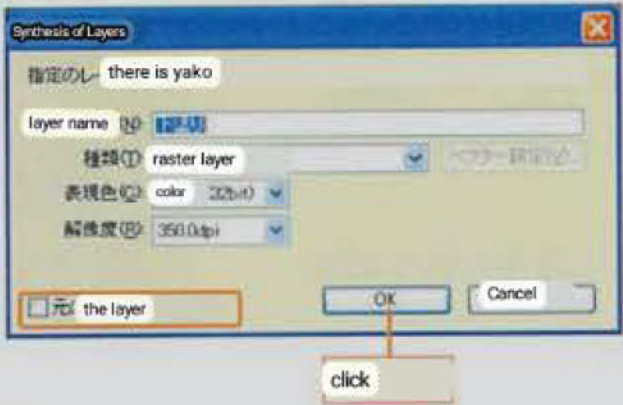 Synthesis of Layers
指定のレ there is yako
layer name (N)
種類(T) raster layer
表現色(C) color (32bit)
解像度(R) 350.0dpi
元 the layer OK Cancel
click